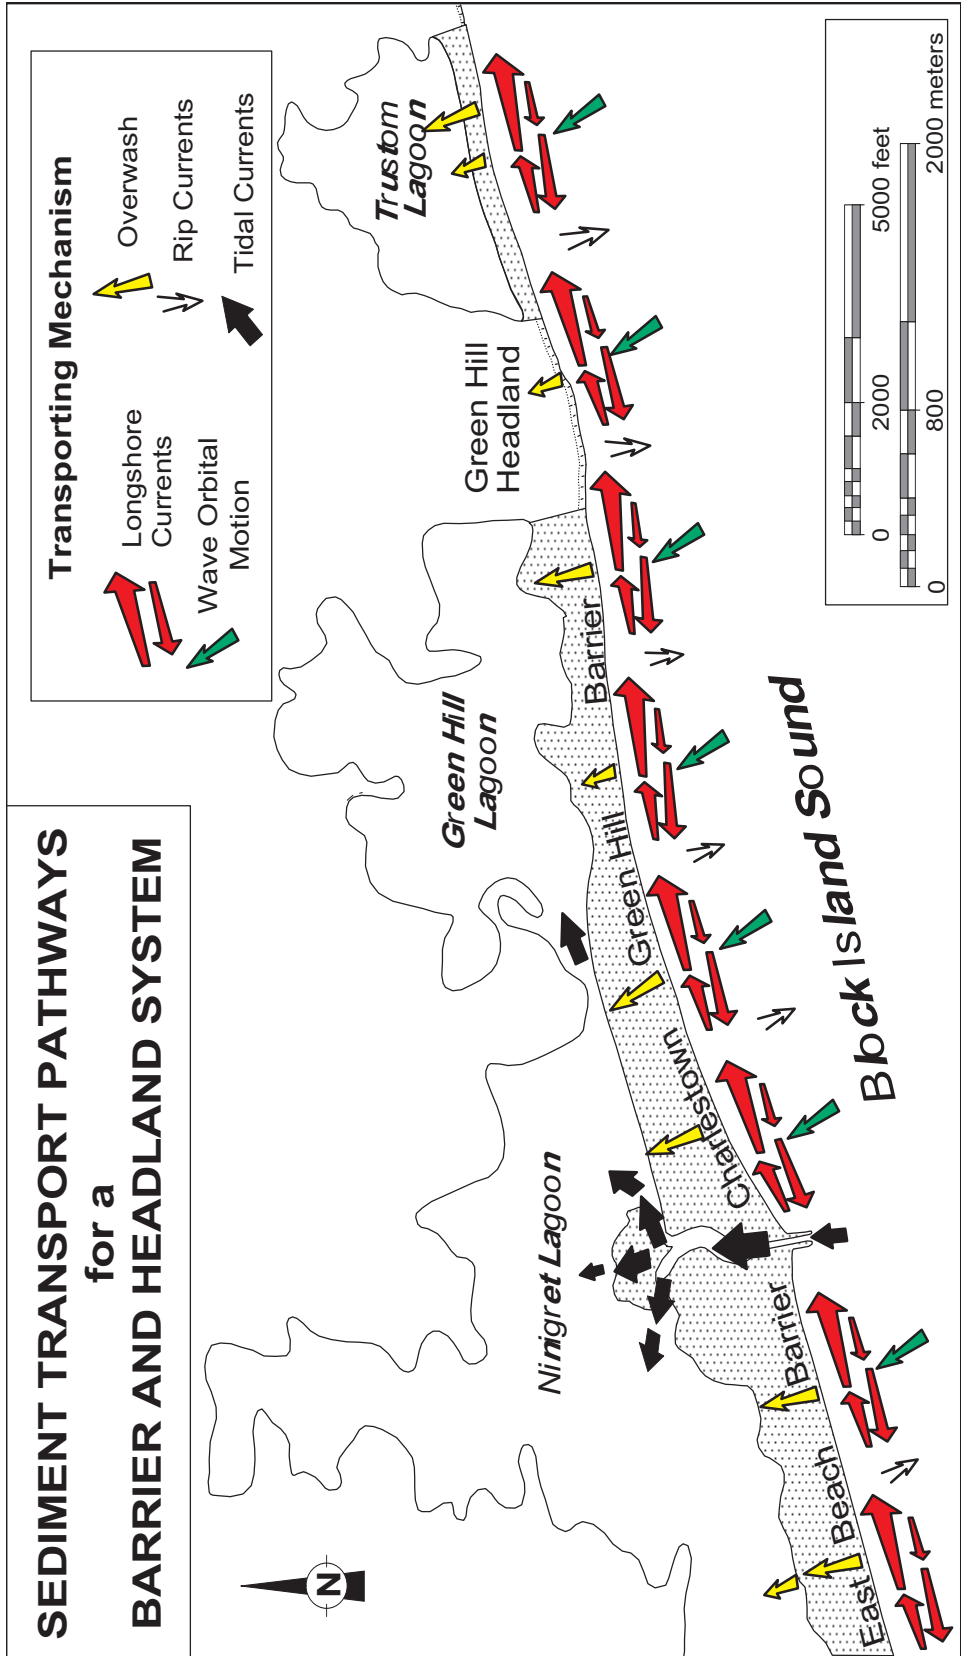 SEDIMENT TRANSPORT PATHWAYS
for a
BARRIER AND HEADLAND SYSTEM
Transporting Mechanism
Longshore
Currents
Wave Orbital
Motion
Overwash
Rip Currents
Tidal Currents
N
Ninigret Lagoon
Green Hill
Lagoon
Green Hill
Headland
Trustom
Lagoon
East Beach Barrier
Charlestown Green Hill Barrier
Block Island Sound
0 2000 5000 feet
0 800 2000 meters